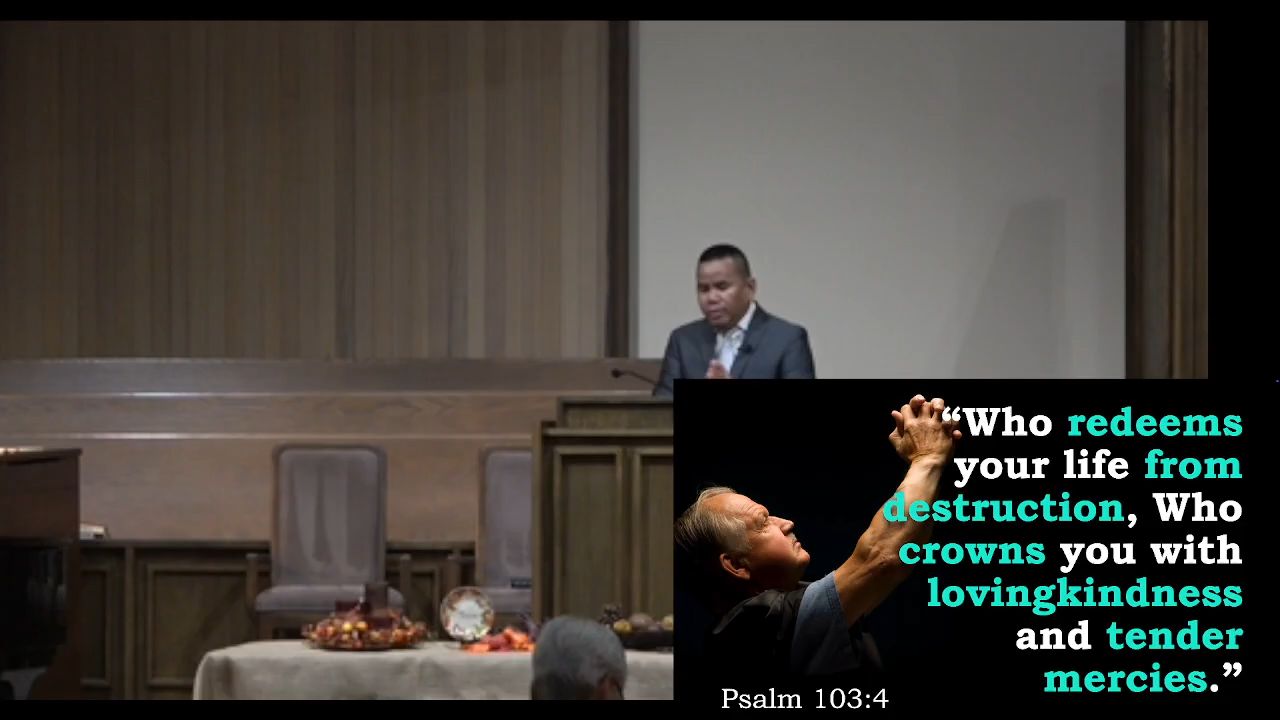 “Who redeems
your life from
destruction, Who
crowns you with
lovingkindness
and tender
mercies.”
Psalm 103:4